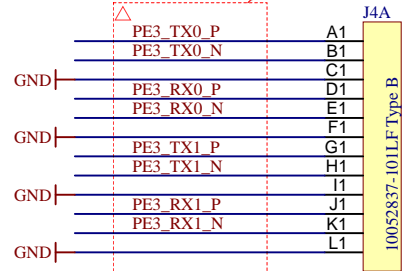 J4A
PE3_TX0_P A1
PE3_TX0_N B1
GND C1
PE3_RX0_P D1
PE3_RX0_N E1
GND F1
PE3_TX1_P G1
PE3_TX1_N H1
GND I1
PE3_RX1_P J1
PE3_RX1_N K1
GND L1
10052837-101LF Type B